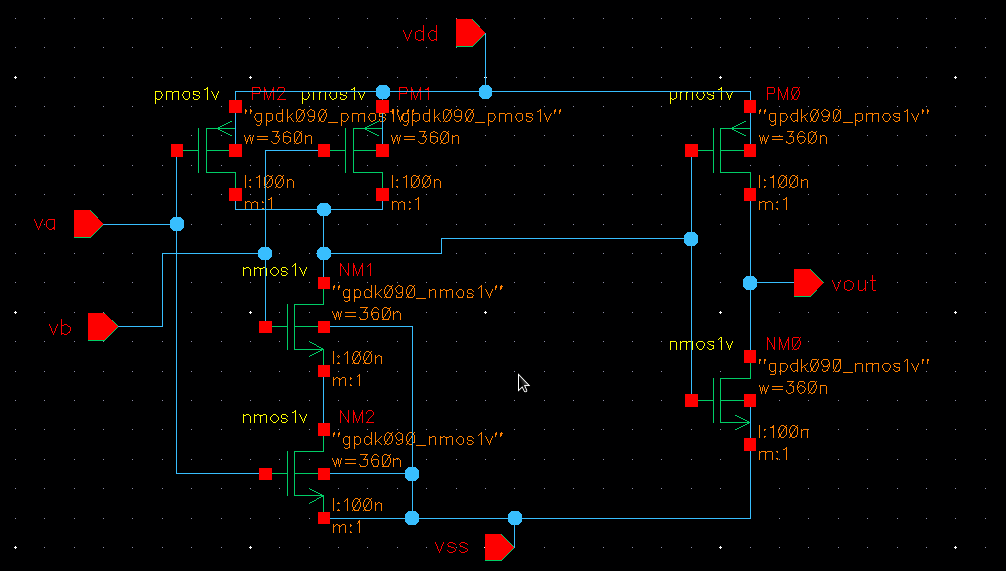 vdd
pmos1v PM2
"gpdk090_pmos1v"
w=360n
l:100n
m:1
pmos1v PM1
"gpdk090_pmos1v"
w=360n
l:100n
m:1
pmos1v PM0
"gpdk090_pmos1v"
w=360n
l:100n
m:1
va
vb
nmos1v NM1
"gpdk090_nmos1v"
w=360n
l:100n
m:1
vout
nmos1v NM0
"gpdk090_nmos1v"
w=360n
l:100n
m:1
nmos1v NM2
"gpdk090_nmos1v"
w=360n
l:100n
m:1
vss